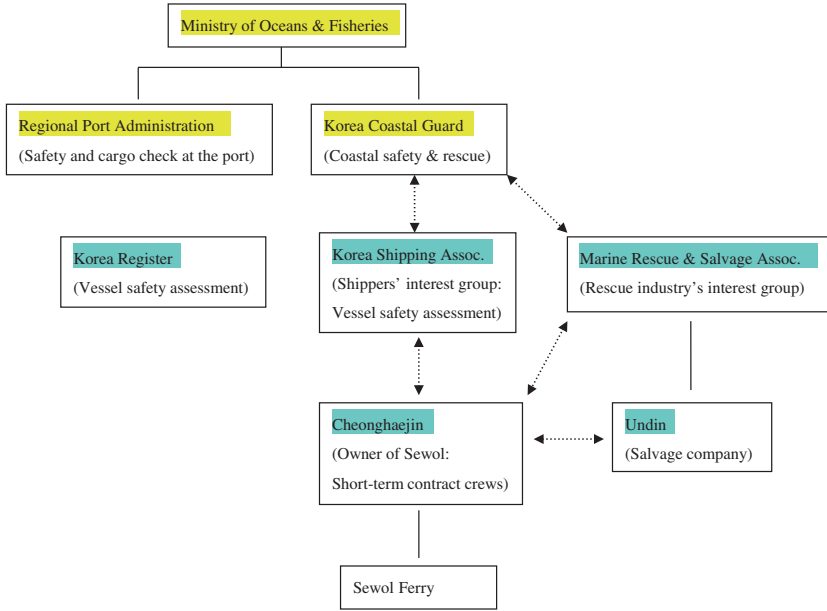 Ministry of Oceans & Fisheries
Regional Port Administration
(Safety and cargo check at the port)
Korea Coastal Guard
(Coastal safety & rescue)
Korea Register
(Vessel safety assessment)
Korea Shipping Assoc.
(Shippers' interest group:
Vessel safety assessment)
Marine Rescue & Salvage Assoc.
(Rescue industry's interest group)
Cheonghaejin
(Owner of Sewol:
Short-term contract crews)
Undin
(Salvage company)
Sewol Ferry